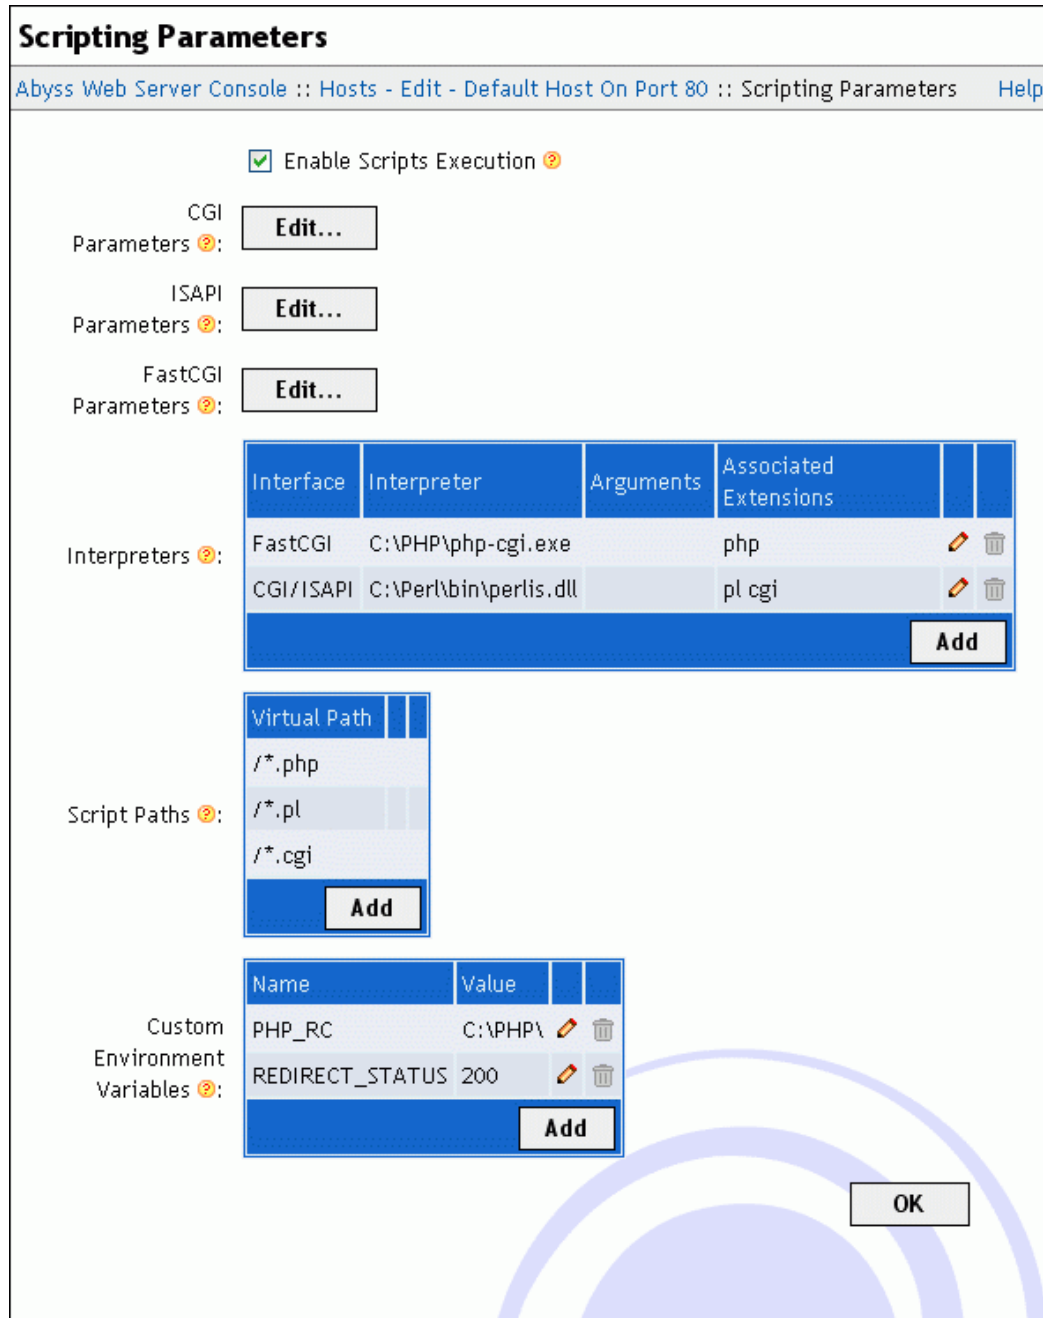 Scripting Parameters
Abyss Web Server Console :: Hosts - Edit - Default Host On Port 80 :: Scripting Parameters Help
Enable Scripts Execution ?
CGI
Parameters ?:
Edit...
ISAPI
Parameters ?:
Edit...
FastCGI
Parameters ?:
Edit...
Interpreters ?:
Interface Interpreter Arguments Associated
Extensions
FastCGI C:\PHP\php-cgi.exe php
CGI/ISAPI C:\Perl\bin\perlis.dll pl cgi
Add
Script Paths ?:
Virtual Path
/*.php
/*.pl
/*.cgi
Add
Custom
Environment
Variables ?:
Name Value
PHP_RC C:\PHP\
REDIRECT_STATUS 200
Add
OK